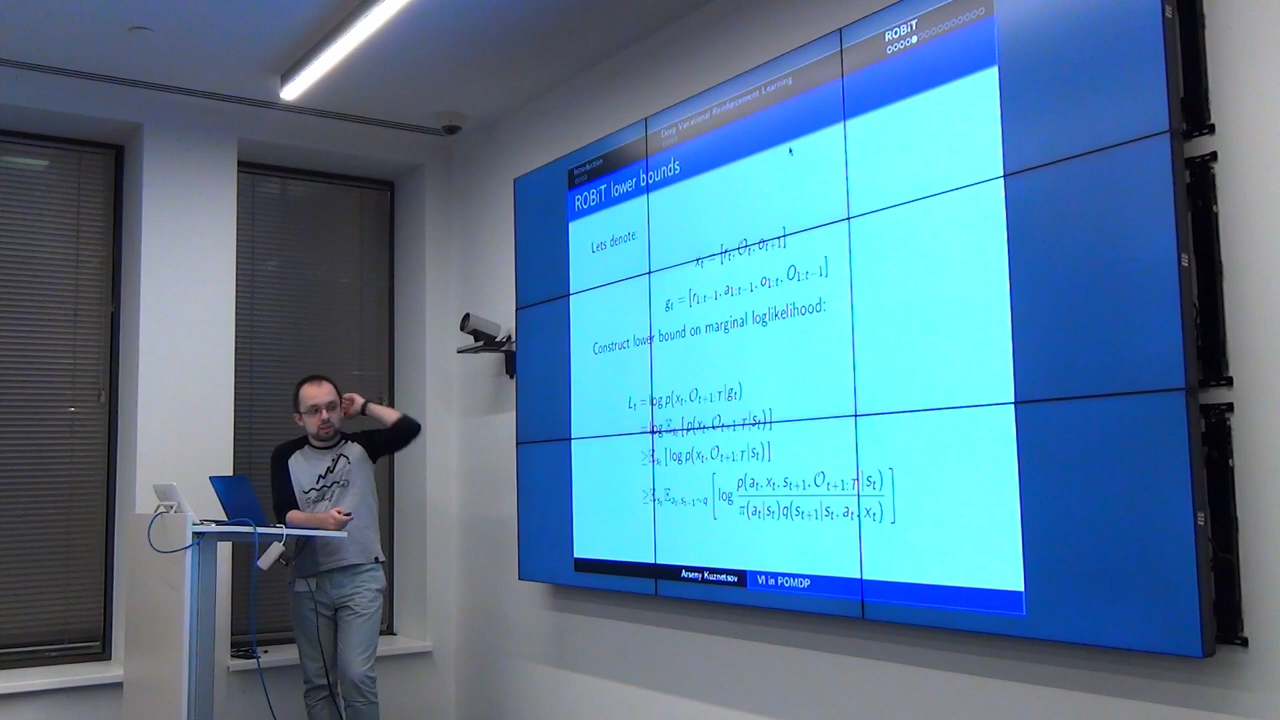 Introduction
Deep Variational Reinforcement Learning
ROBiT
ROBiT lower bounds
Lets denote:
x_t = [r_t, O_t, o_{t+1}]
g_t = [r_{1:t−1}, a_{1:t−1}, o_{1:t}, O_{1:t−1}]
Construct lower bound on marginal loglikelihood:
L_t = log p(x_t, O_{t+1:T}|g_t)
= log 𝔼_{s_t} [p(x_t, O_{t+1:T}|s_t)]
≥ 𝔼_{s_t} [log p(x_t, O_{t+1:T}|s_t)]
≥ 𝔼_{s_t} 𝔼_{a_t,s_{t+1}∼q} [log p(a_t, x_t, s_{t+1}, O_{t+1:T}|s_t) / π(a_t|s_t)q(s_{t+1}|s_t, a_t, x_t)]
Arseny Kuznetsov VI in POMDP